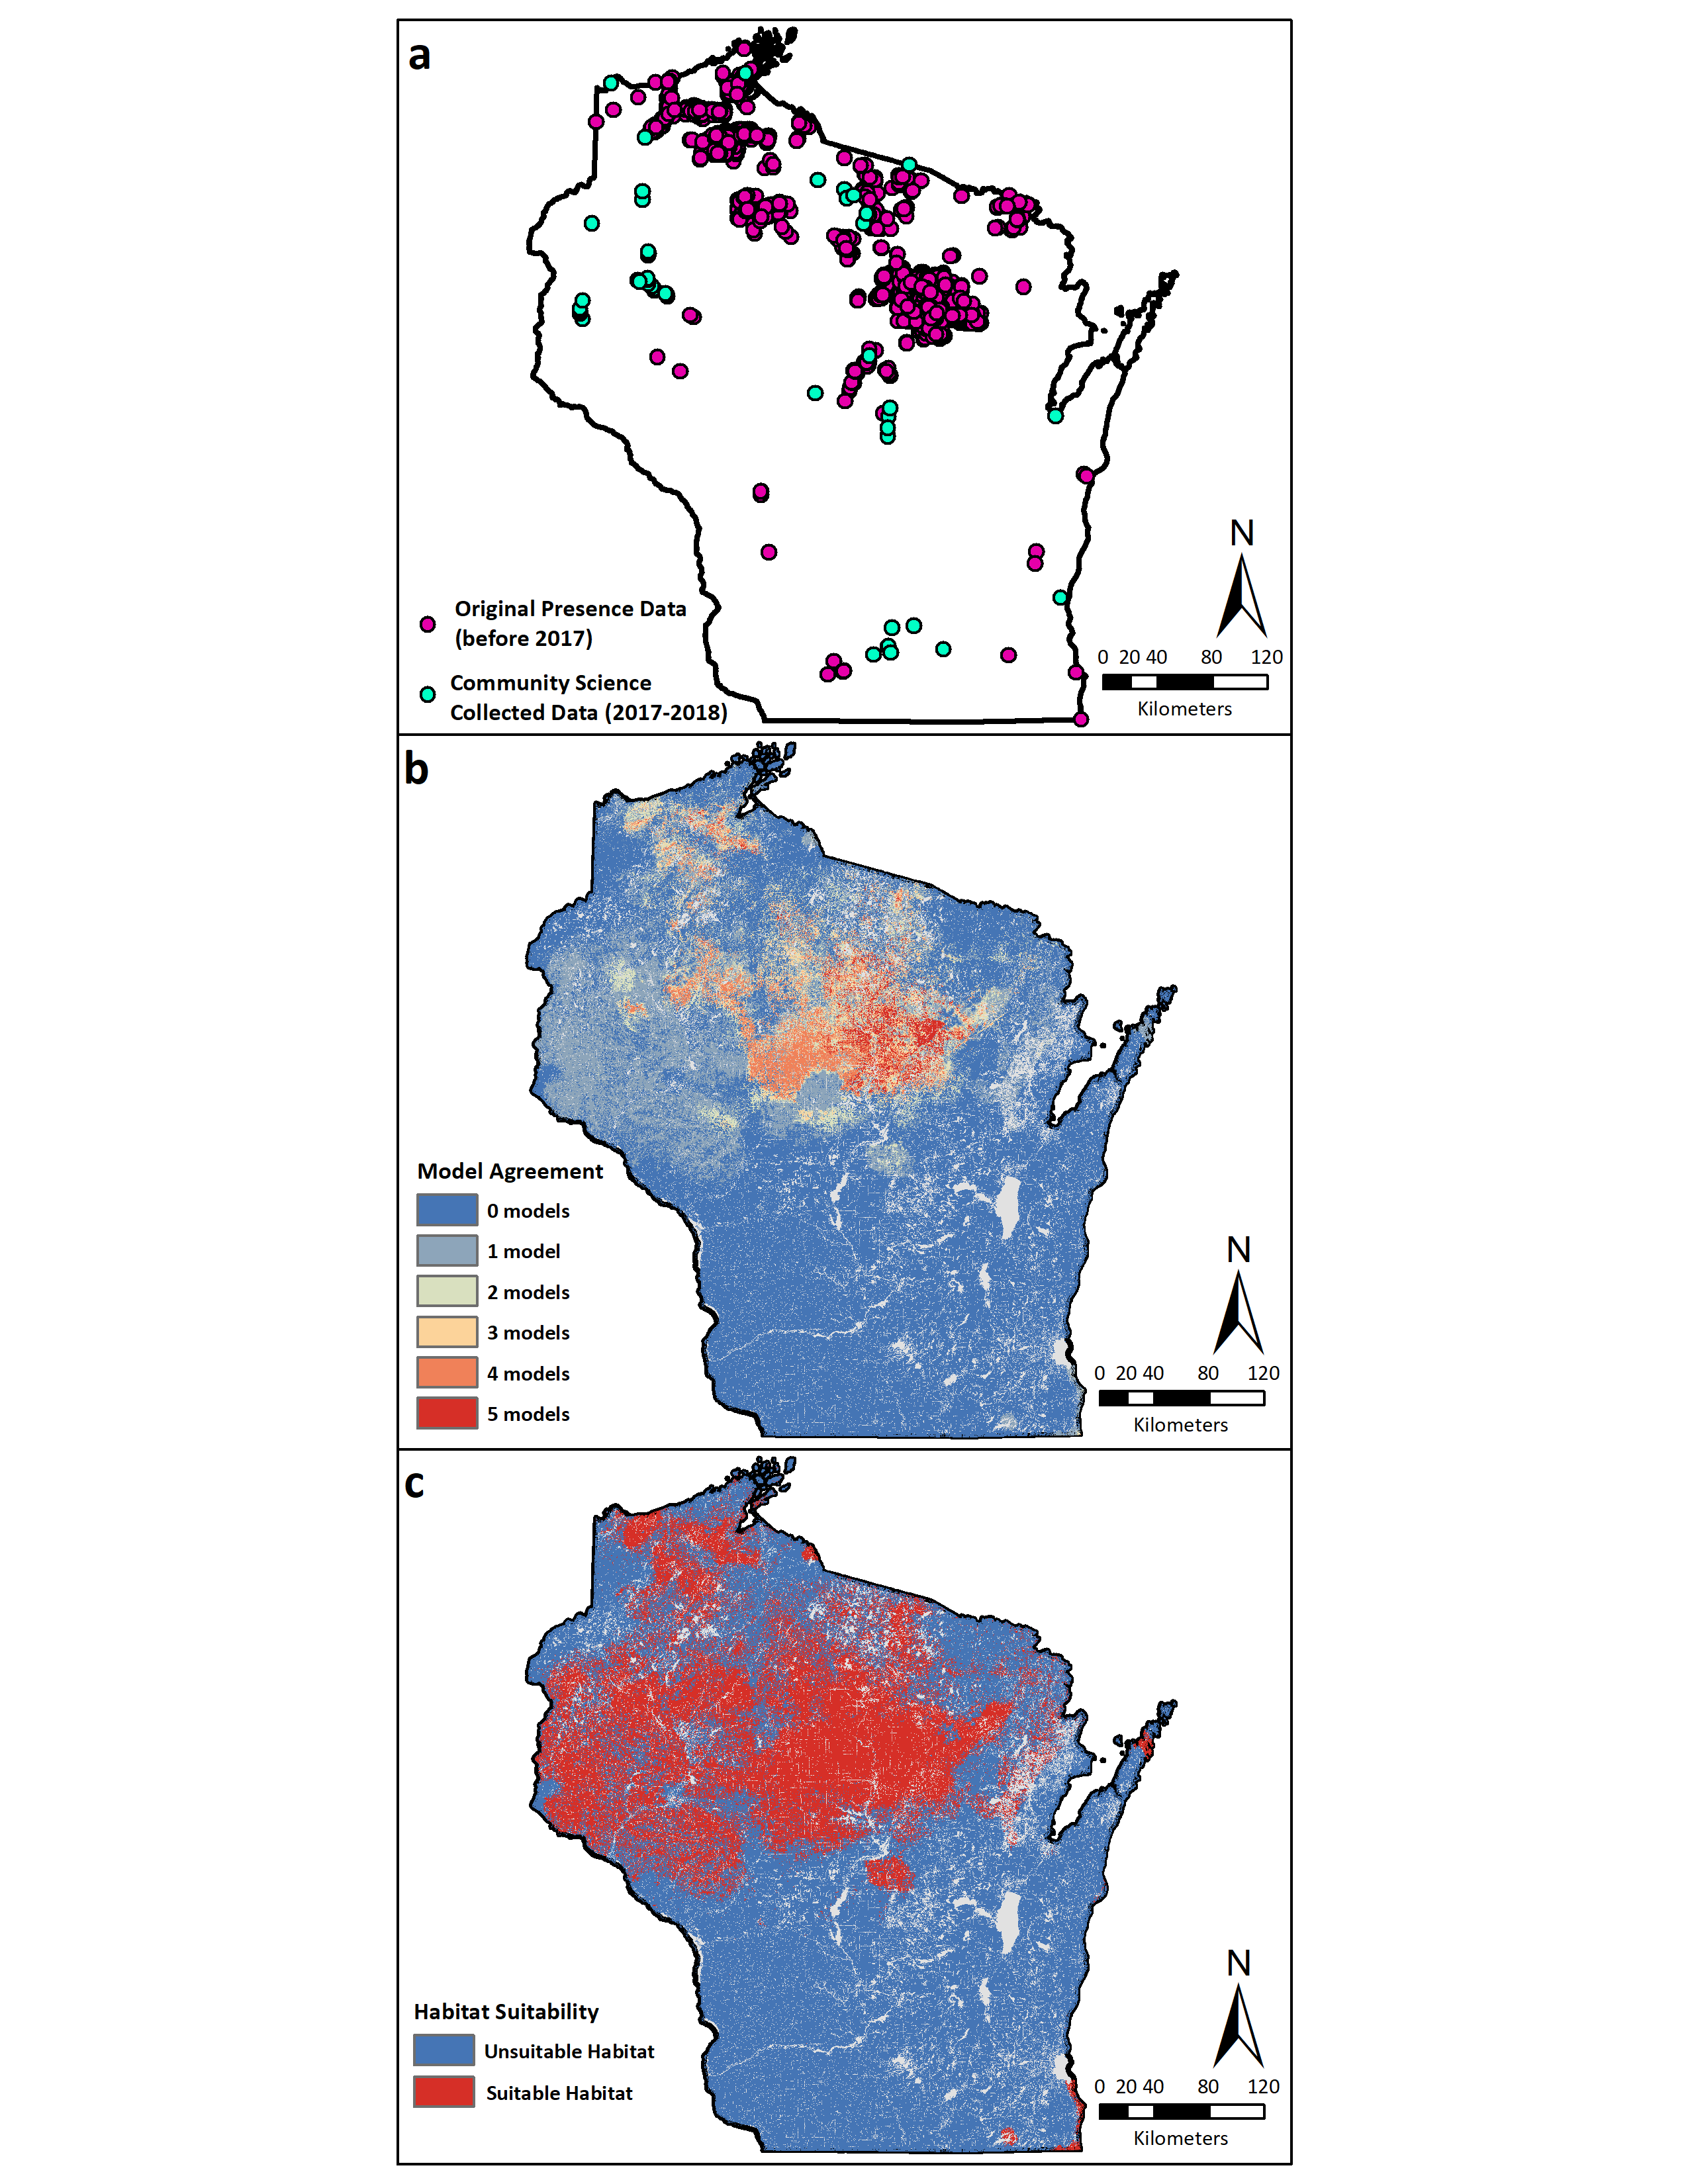 a
N
Original Presence Data
(before 2017)
Community Science
Collected Data (2017-2018)
0 20 40 80 120
Kilometers
b
Model Agreement
0 models
1 model
2 models
3 models
4 models
5 models
N
0 20 40 80 120
Kilometers
c
Habitat Suitability
Unsuitable Habitat
Suitable Habitat
N
0 20 40 80 120
Kilometers